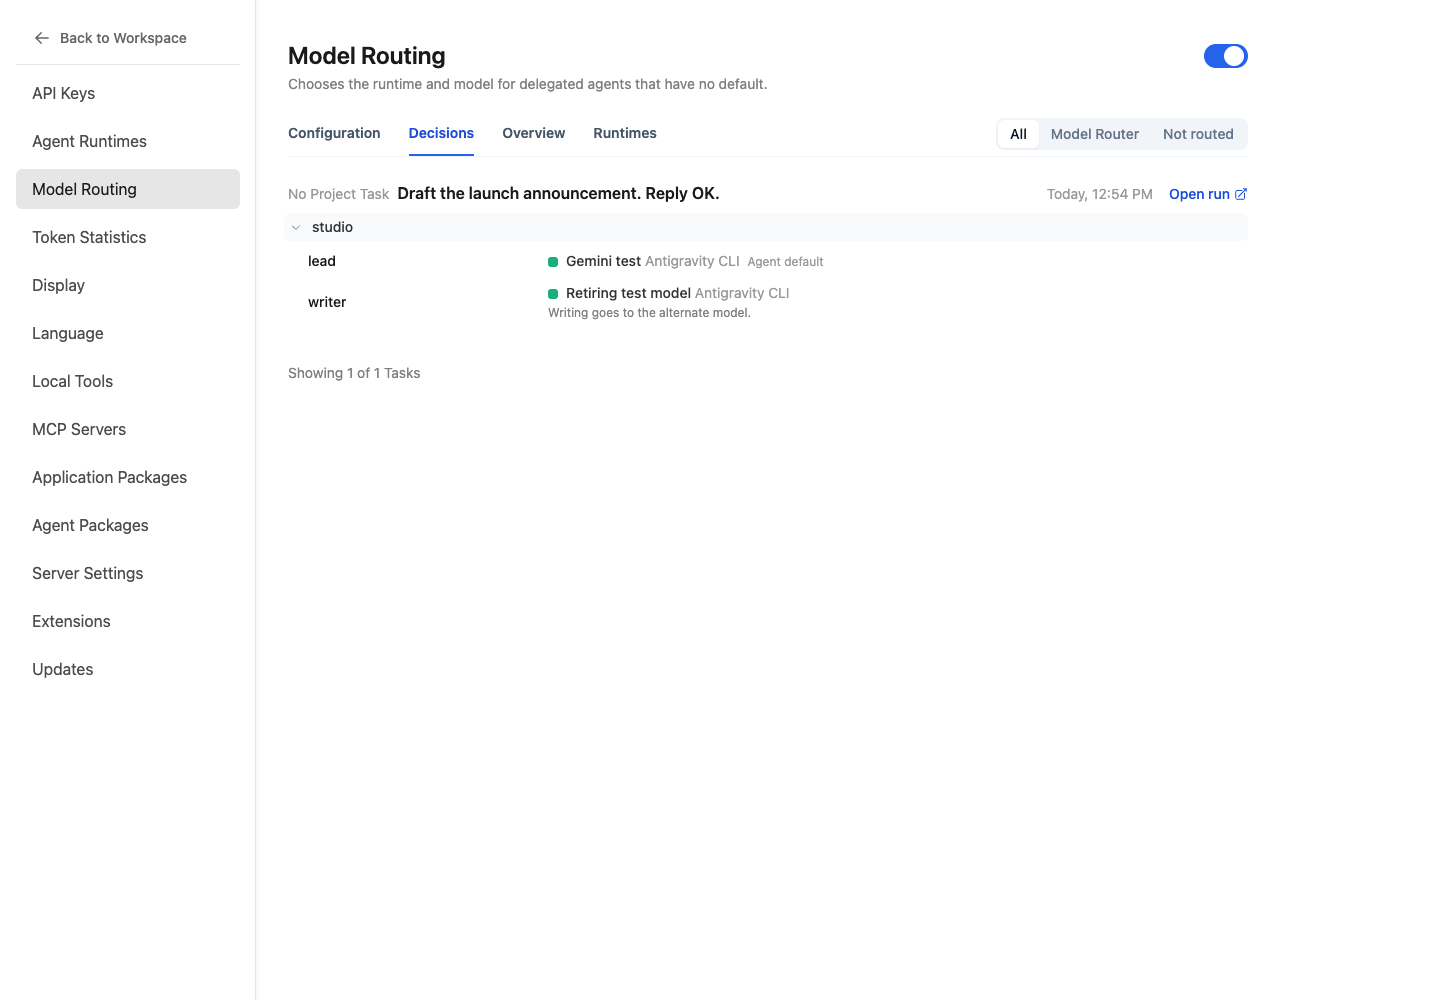 Back to Workspace
API Keys
Agent Runtimes
Model Routing
Token Statistics
Display
Language
Local Tools
MCP Servers
Application Packages
Agent Packages
Server Settings
Extensions
Updates
Model Routing
Chooses the runtime and model for delegated agents that have no default.
Configuration Decisions Overview Runtimes All Model Router Not routed
No Project Task Draft the launch announcement. Reply OK. Today, 12:54 PM Open run
studio
lead Gemini test Antigravity CLI Agent default
writer Retiring test model Antigravity CLI
Writing goes to the alternate model.
Showing 1 of 1 Tasks